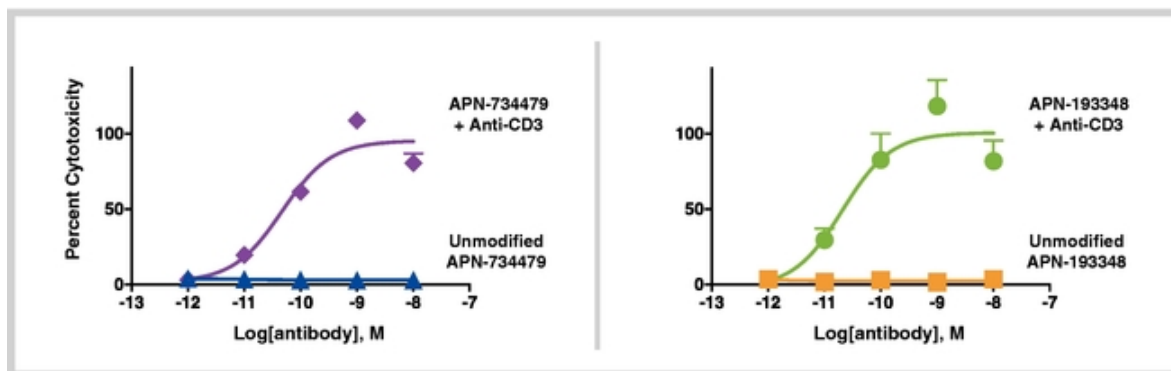 Percent Cytotoxicity
100
50
0
-13
-12
-11
-10
-9
-8
-7
Log[antibody], M
APN-734479
+ Anti-CD3
Unmodified
APN-734479
100
50
0
-13
-12
-11
-10
-9
-8
-7
Log[antibody], M
APN-193348
+ Anti-CD3
Unmodified
APN-193348